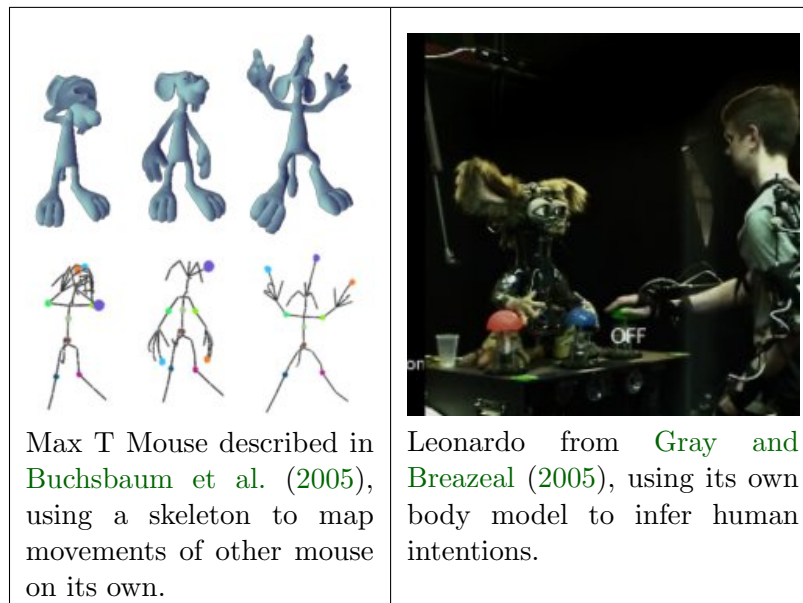 OFF
on
Max T Mouse described in
Buchsbaum et al. (2005),
using a skeleton to map
movements of other mouse
on its own.
Leonardo from Gray and
Breazeal (2005), using its own
body model to infer human
intentions.